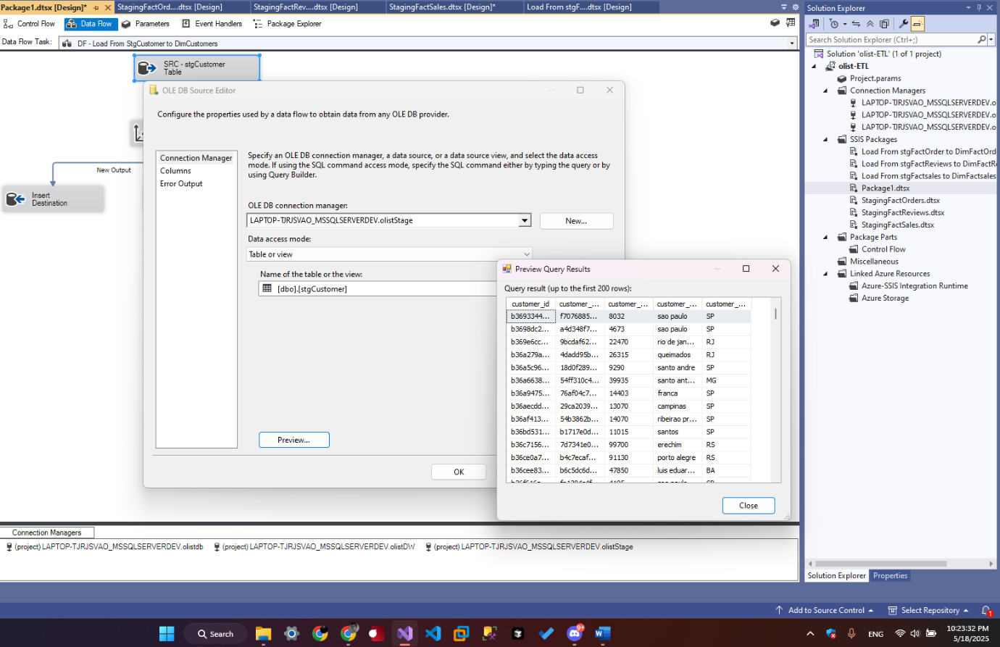 Package1.dtsx [Design]*
StagingFactOrd....dtsx [Design]
StagingFactRev....dtsx [Design]
StagingFactSales.dtsx [Design]*
Load From stgF....dtsx [Design]
Control Flow
Data Flow
Parameters
Event Handlers
Package Explorer
Data Flow Task:
DF - Load From StgCustomer to DimCustomers
SRC - stgCustomer
Table
New Output
Insert
Destination
OLE DB Source Editor
Configure the properties used by a data flow to obtain data from any OLE DB provider.
Connection Manager
Columns
Error Output
Specify an OLE DB connection manager, a data source, or a data source view, and select the data access
mode. If using the SQL command access mode, specify the SQL command either by typing the query or by
using Query Builder.
OLE DB connection manager:
LAPTOP-TJRJSVAO_MSSQLSERVERDEV.olistStage
New...
Data access mode:
Table or view
Name of the table or the view:
[dbo].[stgCustomer]
Preview...
OK
Preview Query Results
Query result (up to the first 200 rows):
customer_id customer_... customer_... customer_... customer_...
b3693344... f7076885... 8032 sao paulo SP
b3698dc2... a4d348f7... 4673 sao paulo SP
b369e6cc... 9bcdaf62... 22470 rio de jan... RJ
b36a279a... 4dadd95b... 26315 queimados RJ
b36a5c96... 18d0f289... 9290 santo andre SP
b36a6638... 54ff310c4... 39935 santo ant... MG
b36a9475... 76af04c7... 14403 franca SP
b36aecdd... 29ca2039... 13070 campinas SP
b36af413... 54b3862b... 14070 ribeirao pr... SP
b36bd531... b1717e0d... 11015 santos SP
b36c7156... 7d7341e0... 99700 erechim RS
b36ce0a7... b4c7ecaf... 91130 porto alegre RS
b36cee83... b6c5dc6d... 47850 luis eduar... BA
Close
Connection Managers
(project) LAPTOP-TJRJSVAO_MSSQLSERVERDEV.olistdb
(project) LAPTOP-TJRJSVAO_MSSQLSERVERDEV.olistDW
(project) LAPTOP-TJRJSVAO_MSSQLSERVERDEV.olistStage
Solution Explorer
Search Solution Explorer (Ctrl+;)
Solution 'olist-ETL' (1 of 1 project)
olist-ETL
Project.params
Connection Managers
LAPTOP-TJRJSVAO_MSSQLSERVERDEV.o
LAPTOP-TJRJSVAO_MSSQLSERVERDEV.o
LAPTOP-TJRJSVAO_MSSQLSERVERDEV.o
SSIS Packages
Load From stgFactOrder to DimFactOrd
Load From stgFactReviews to DimFactR
Load From stgFactsales to DimFactsales
Package1.dtsx
StagingFactOrders.dtsx
StagingFactReviews.dtsx
StagingFactSales.dtsx
Package Parts
Control Flow
Miscellaneous
Linked Azure Resources
Azure-SSIS Integration Runtime
Azure Storage
Solution Explorer
Properties
Add to Source Control
Select Repository
1
Search
9+
ENG
10:23:32 PM
5/18/2025